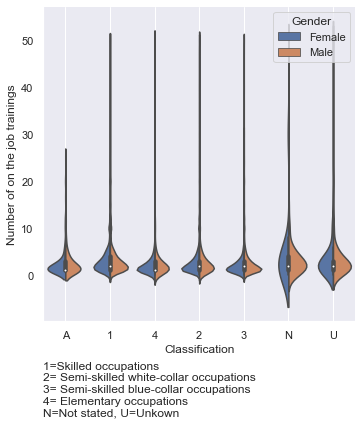 Gender
Female
Male
50
40
30
20
10
0
Number of on the job trainings
A 1 4 2 3 N U
Classification
1=Skilled occupations
2= Semi-skilled white-collar occupations
3= Semi-skilled blue-collar occupations
4= Elementary occupations
N=Not stated, U=Unkown